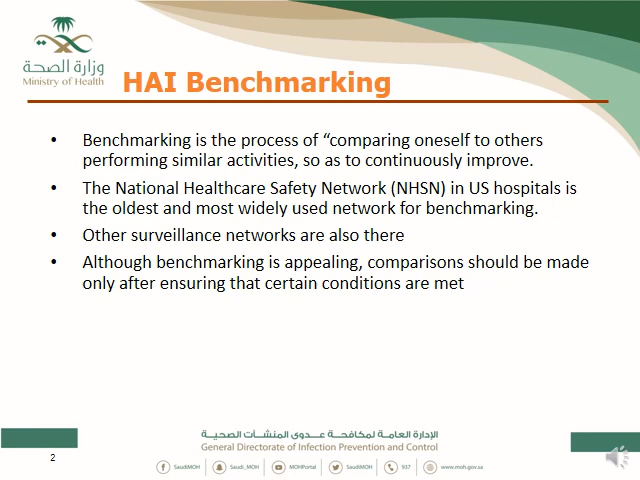 وزارة الصحة
Ministry of Health
HAI Benchmarking
• Benchmarking is the process of “comparing oneself to others
performing similar activities, so as to continuously improve.
• The National Healthcare Safety Network (NHSN) in US hospitals is
the oldest and most widely used network for benchmarking.
• Other surveillance networks are also there
• Although benchmarking is appealing, comparisons should be made
only after ensuring that certain conditions are met
الإدارة العامة لمكافحة عدوى المنشآت الصحية
General Directorate of Infection Prevention and Control
2
SaudiMOH Saudi_MOH MOHPortal SaudiMOH 937 www.moh.gov.sa